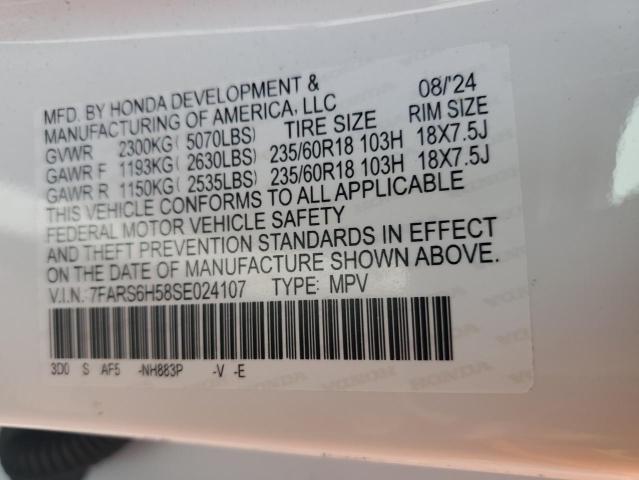 MFD. BY HONDA DEVELOPMENT & 08/'24
MANUFACTURING OF AMERICA, LLC RIM SIZE
GVWR 2300KG( 5070LBS) TIRE SIZE
GAWR F 1193KG( 2630LBS) 235/60R18 103H 18X7.5J
GAWR R 1150KG( 2535LBS) 235/60R18 103H 18X7.5J
THIS VEHICLE CONFORMS TO ALL APPLICABLE
FEDERAL MOTOR VEHICLE SAFETY
AND THEFT PREVENTION STANDARDS IN EFFECT
ON THE DATE OF MANUFACTURE SHOWN ABOVE.
V.I.N.: 7FARS6H58SE024107 TYPE: MPV
3D0 S AF5 -NH883P -V -E
HONDA HONDA HONDA